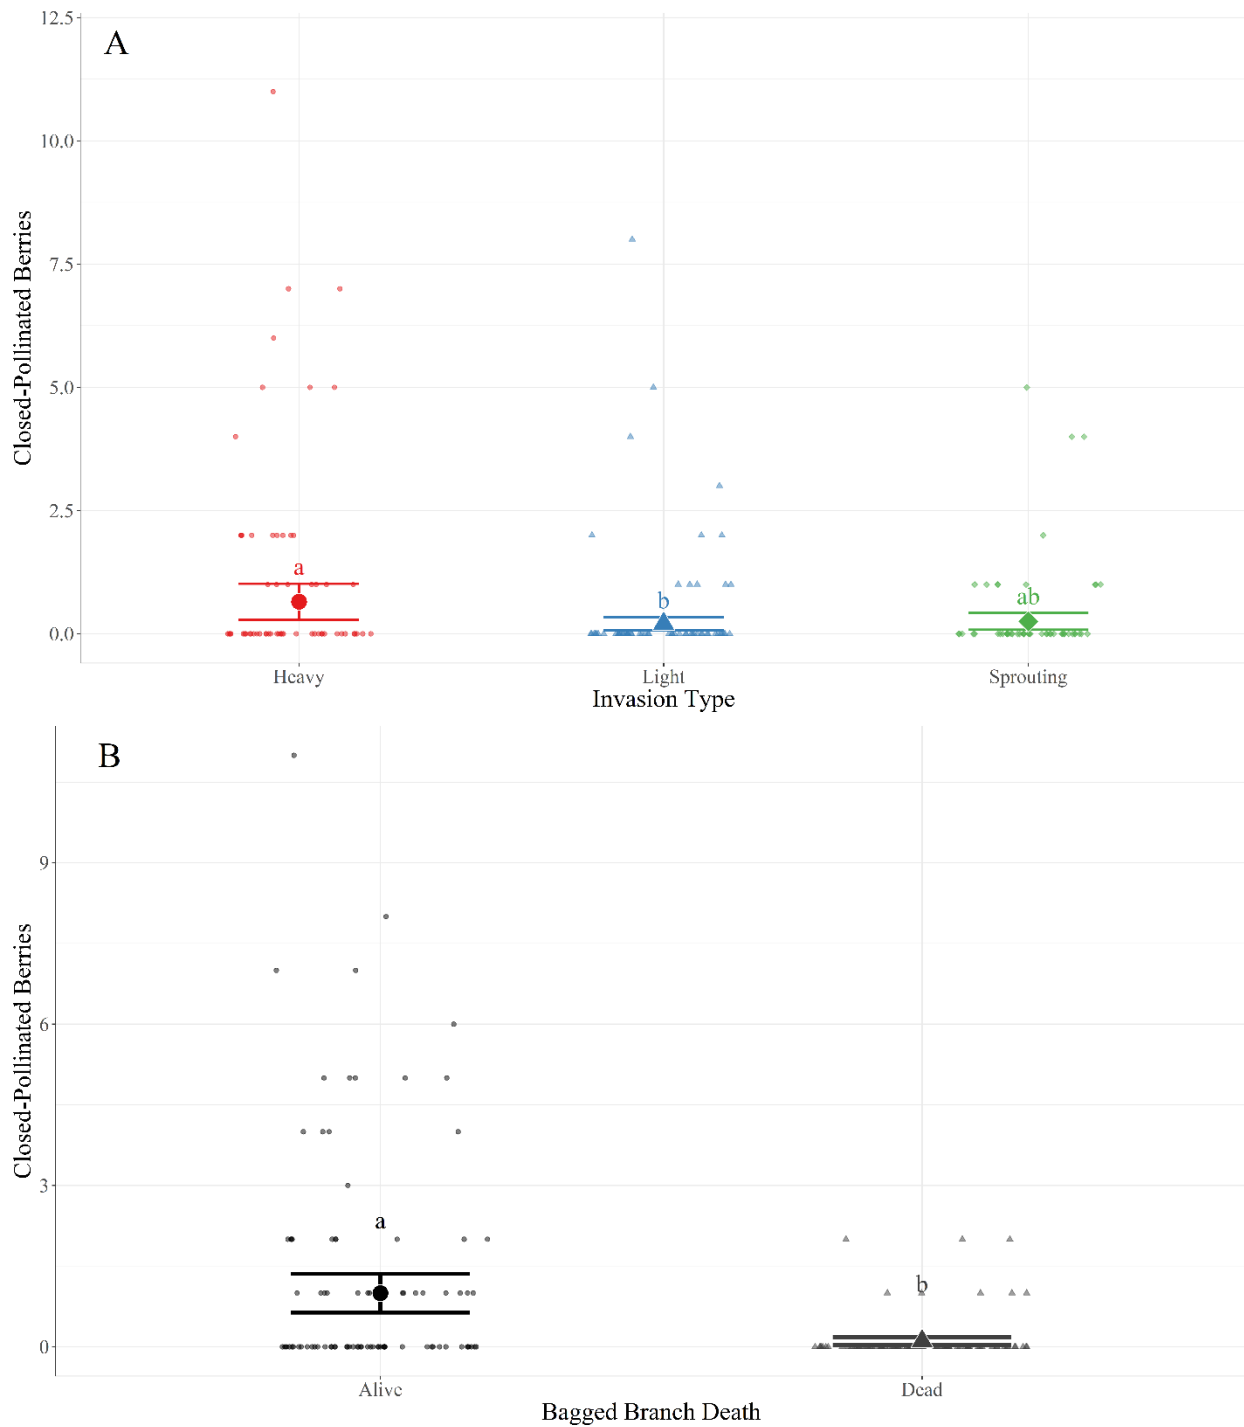 A
12.5
10.0
7.5
5.0
2.5
0.0
Closed-Pollinated Berries
a
b
ab
Heavy
Light
Sprouting
Invasion Type
B
9
6
3
0
Closed-Pollinated Berries
a
b
Alive
Dead
Bagged Branch Death